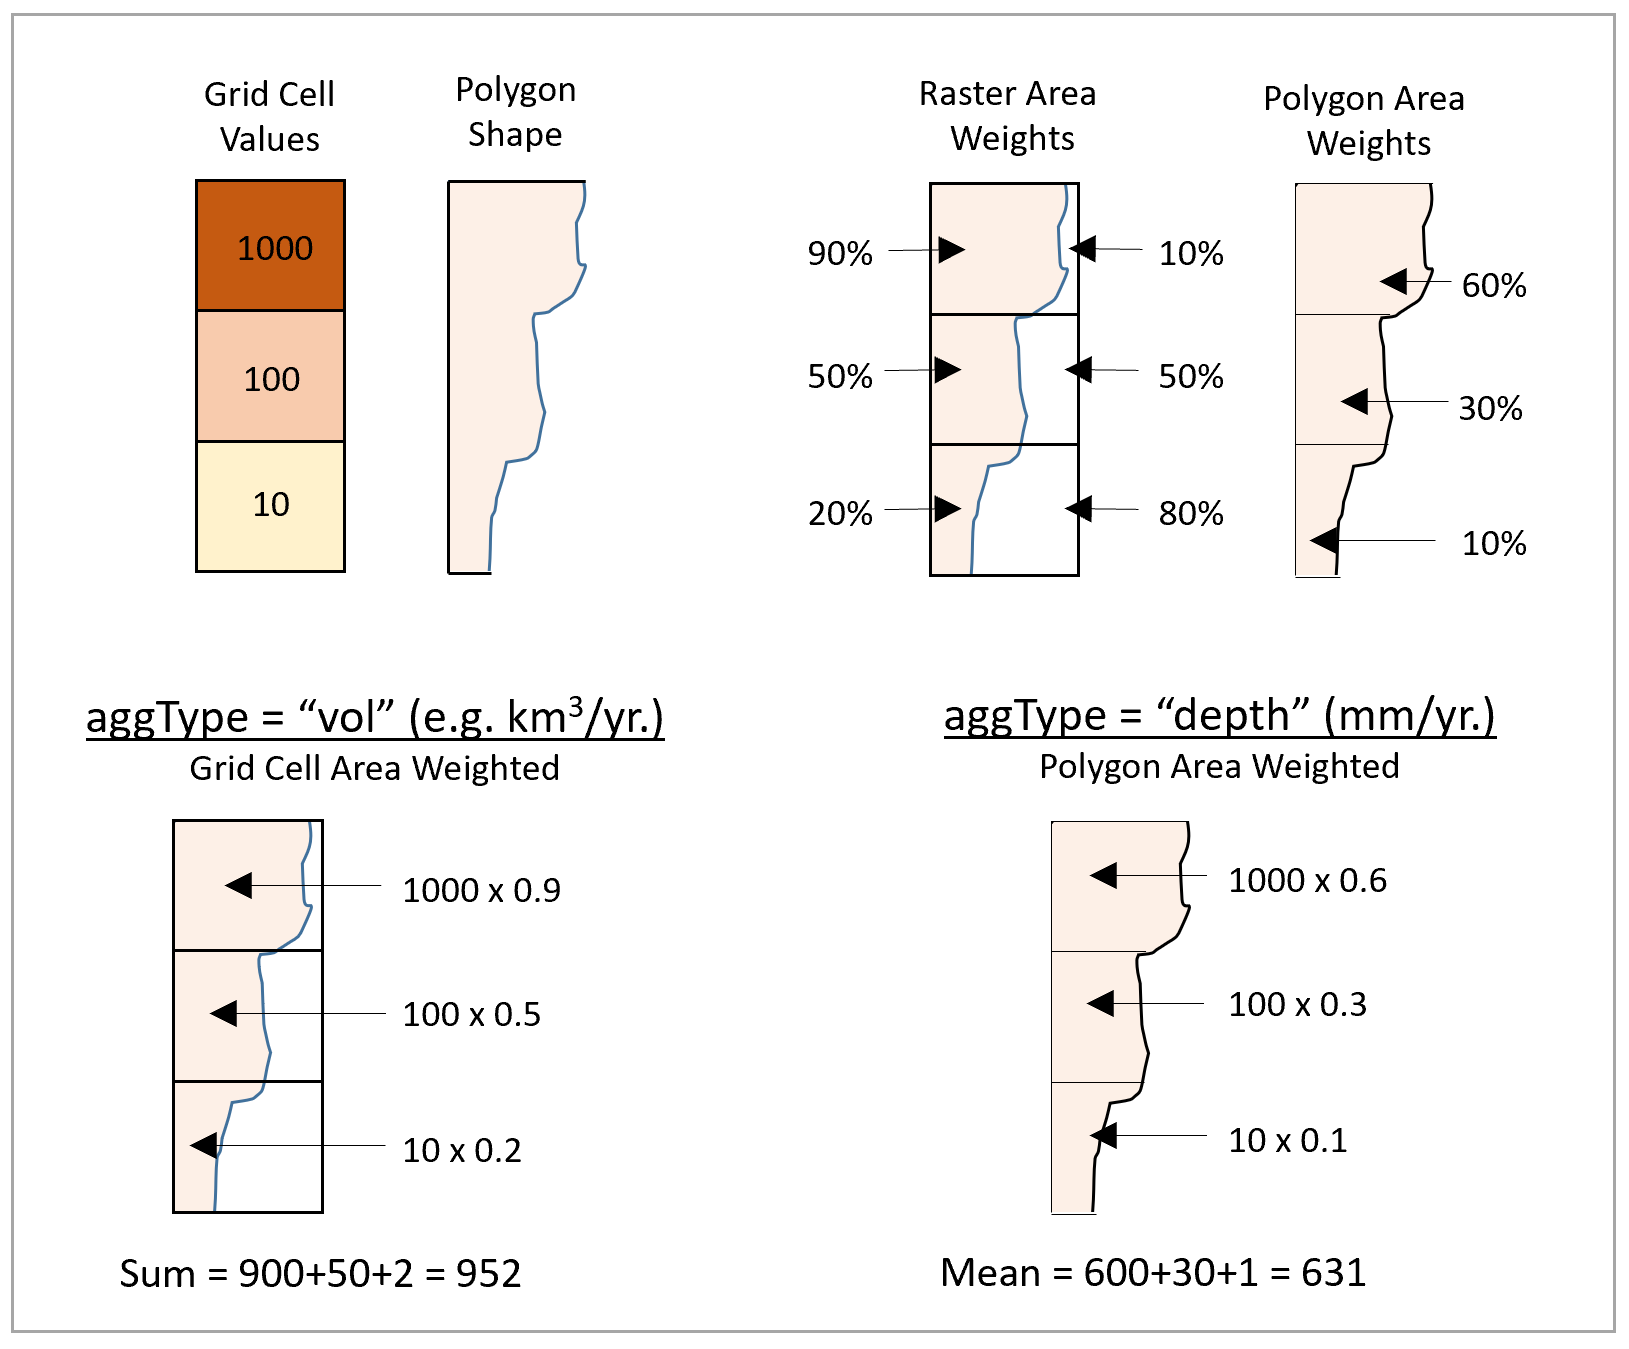 Grid Cell
Values
Polygon
Shape
Raster Area
Weights
Polygon Area
Weights
1000
100
10
90%
10%
50%
50%
20%
80%
60%
30%
10%
aggType = “vol” (e.g. km³/yr.)
Grid Cell Area Weighted
1000 x 0.9
100 x 0.5
10 x 0.2
Sum = 900+50+2 = 952
aggType = “depth” (mm/yr.)
Polygon Area Weighted
1000 x 0.6
100 x 0.3
10 x 0.1
Mean = 600+30+1 = 631